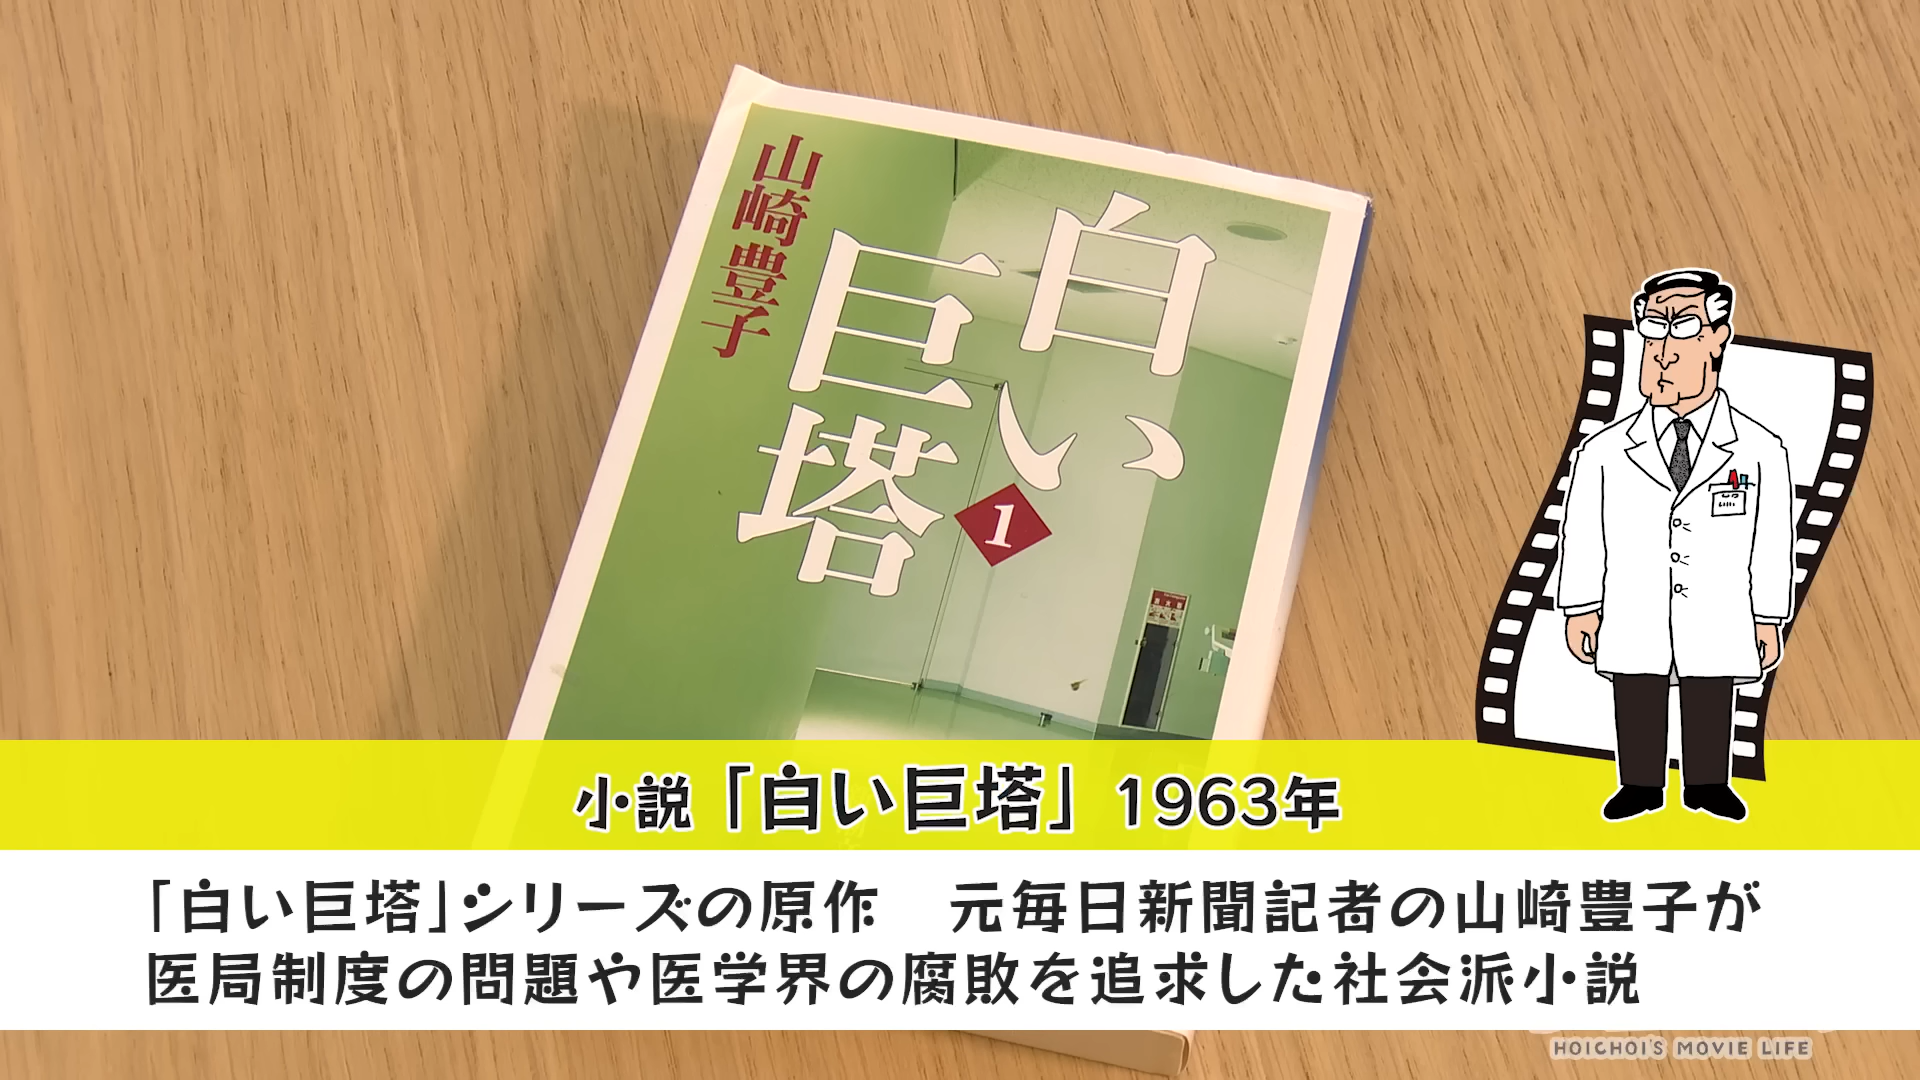 山崎豊子
白い
巨塔
1
小説「白い巨塔」1963年
「白い巨塔」シリーズの原作　元毎日新聞記者の山崎豊子が
医局制度の問題や医学界の腐敗を追求した社会派小説
HOICHOI'S MOVIE LIFE